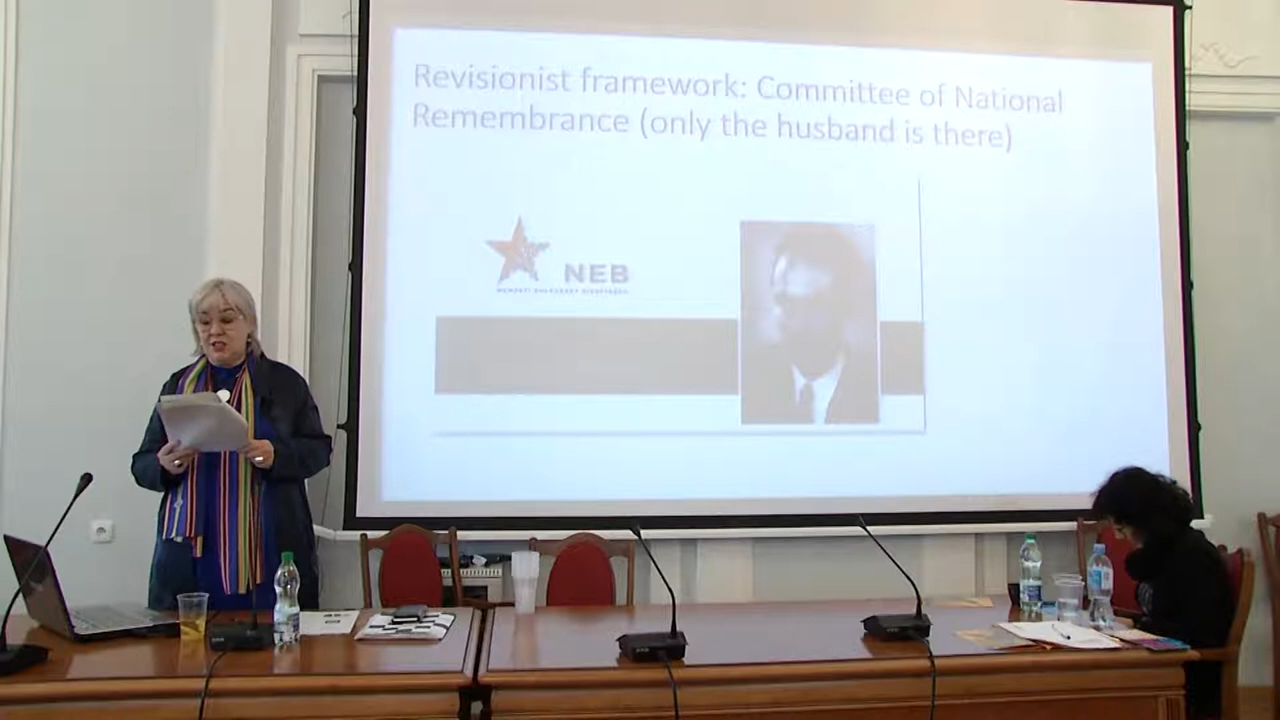 Revisionist framework: Committee of National
Remembrance (only the husband is there)
NEB